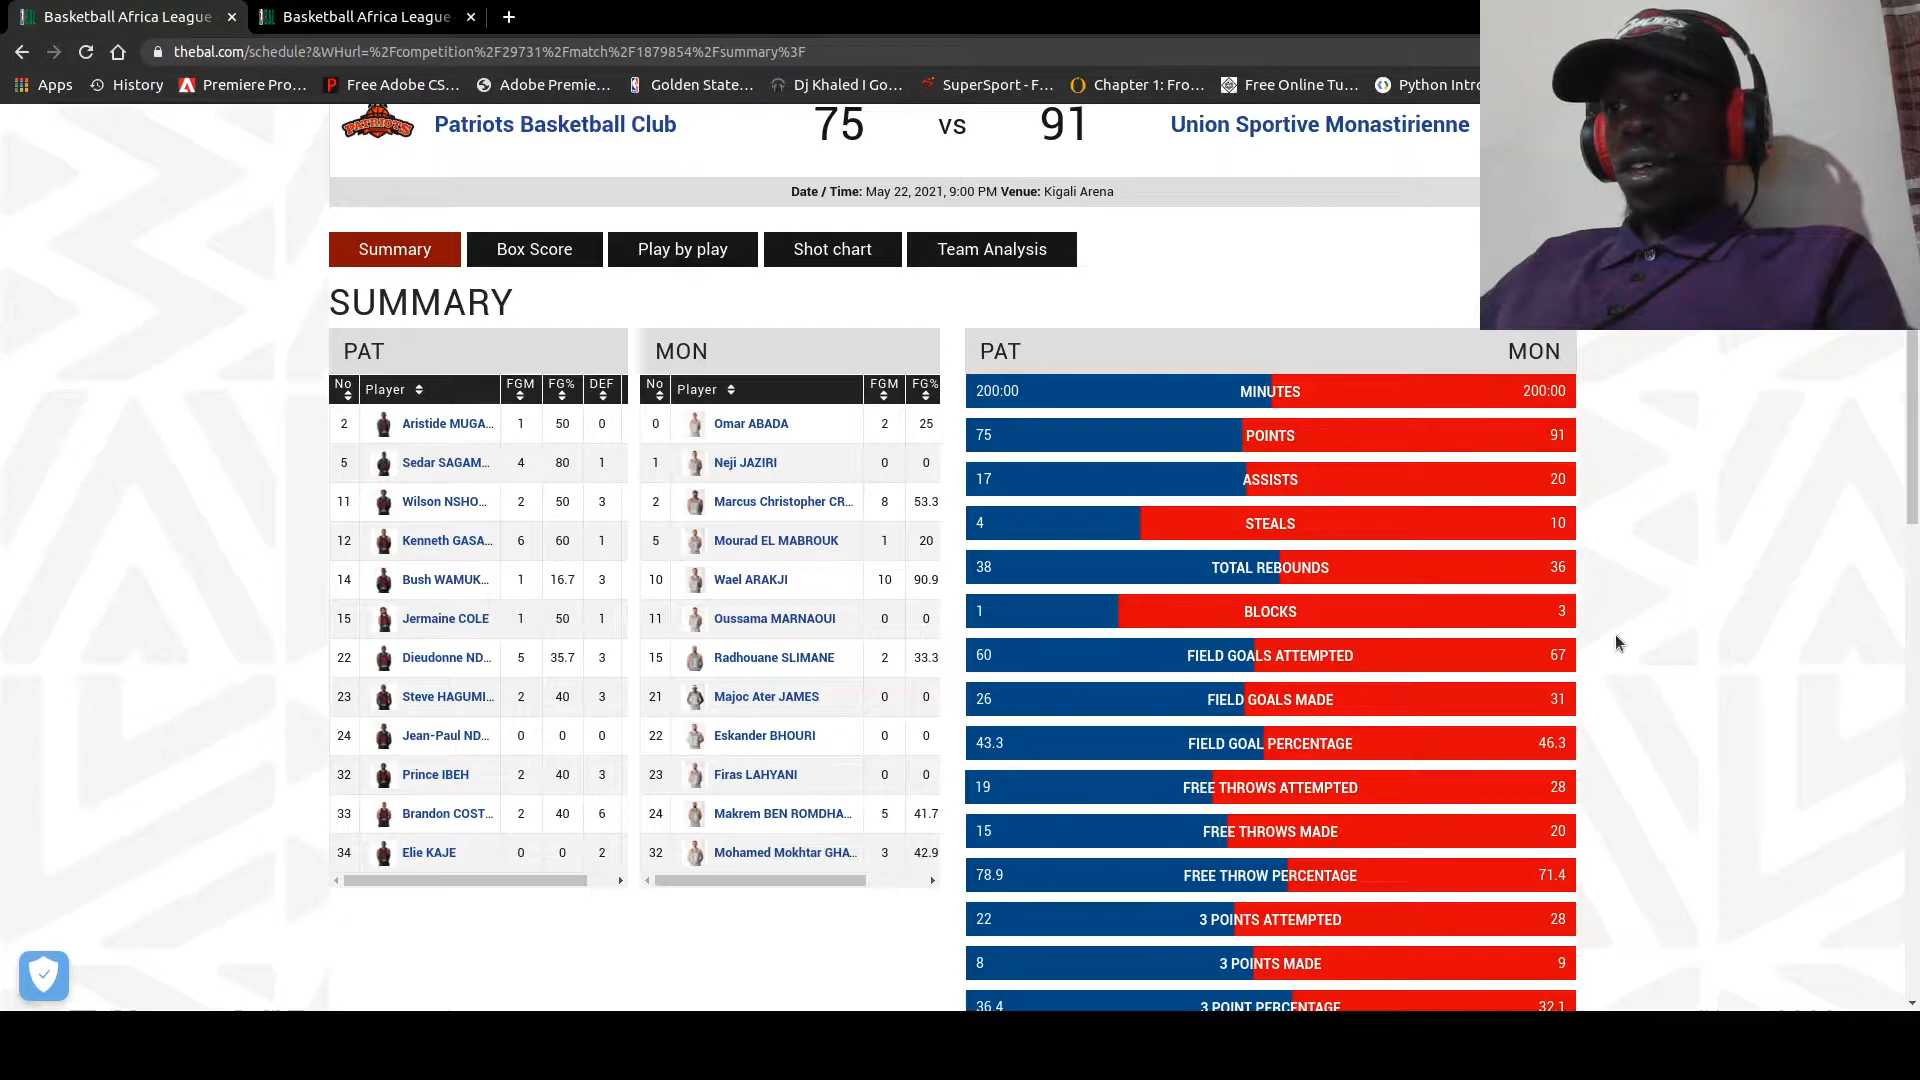 Basketball Africa League
Basketball Africa League
thebal.com/schedule?&WHurl=%2Fcompetition%2F29731%2Fmatch%2F1879854%2Fsummary%3F
Apps History Premiere Pro... Free Adobe CS... Adobe Premie... Golden State... Dj Khaled I Go... SuperSport - F... Chapter 1: Fro... Free Online Tu... Python Intro
PATRIOTS Patriots Basketball Club 75 VS 91 Union Sportive Monastirienne
Date / Time: May 22, 2021, 9:00 PM Venue: Kigali Arena
Summary Box Score Play by play Shot chart Team Analysis
SUMMARY
PAT
No Player FGM FG% DEF
2 Aristide MUGA... 1 50 0
5 Sedar SAGAM... 4 80 1
11 Wilson NSHO... 2 50 3
12 Kenneth GASA... 6 60 1
14 Bush WAMUK... 1 16.7 3
15 Jermaine COLE 1 50 1
22 Dieudonne ND... 5 35.7 3
23 Steve HAGUMI... 2 40 3
24 Jean-Paul ND... 0 0 0
32 Prince IBEH 2 40 3
33 Brandon COST... 2 40 6
34 Elie KAJE 0 0 2
MON
No Player FGM FG%
0 Omar ABADA 2 25
1 Neji JAZIRI 0 0
2 Marcus Christopher CR... 8 53.3
5 Mourad EL MABROUK 1 20
10 Wael ARAKJI 10 90.9
11 Oussama MARNAOUI 0 0
15 Radhouane SLIMANE 2 33.3
21 Majoc Ater JAMES 0 0
22 Eskander BHOURI 0 0
23 Firas LAHYANI 0 0
24 Makrem BEN ROMDHA... 5 41.7
32 Mohamed Mokhtar GHA... 3 42.9
PAT MON
200:00 MINUTES 200:00
75 POINTS 91
17 ASSISTS 20
4 STEALS 10
38 TOTAL REBOUNDS 36
1 BLOCKS 3
60 FIELD GOALS ATTEMPTED 67
26 FIELD GOALS MADE 31
43.3 FIELD GOAL PERCENTAGE 46.3
19 FREE THROWS ATTEMPTED 28
15 FREE THROWS MADE 20
78.9 FREE THROW PERCENTAGE 71.4
22 3 POINTS ATTEMPTED 28
8 3 POINTS MADE 9
36.4 3 POINT PERCENTAGE 32.1